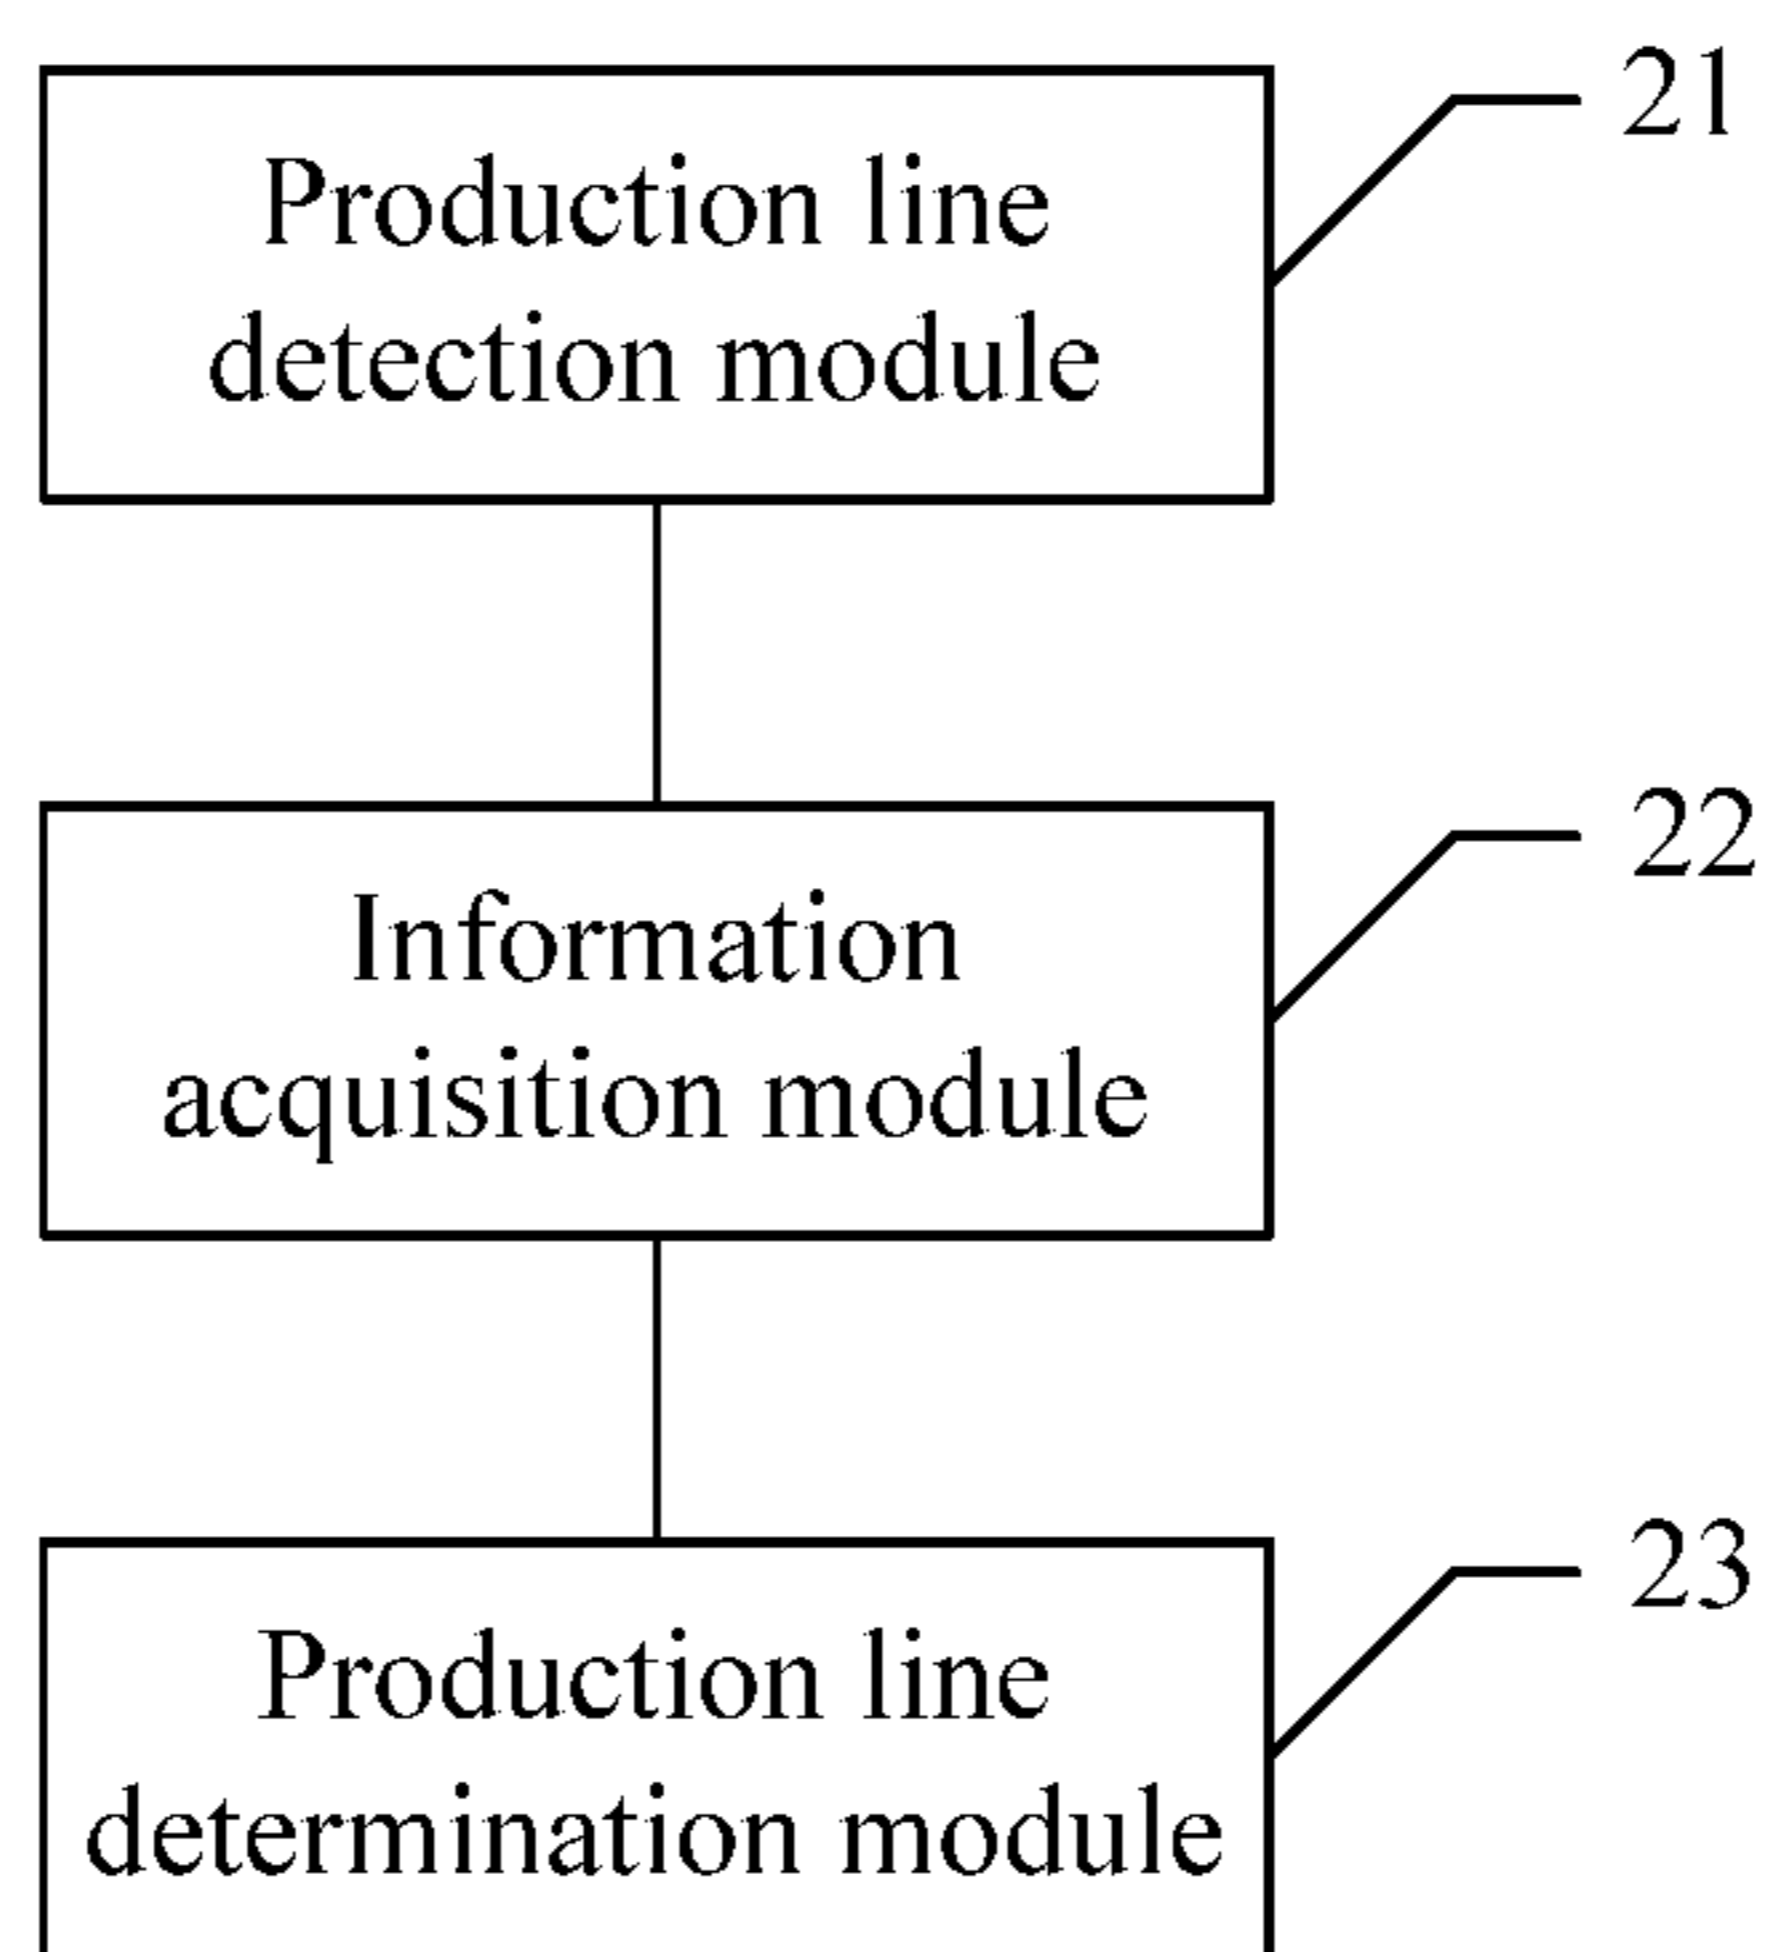 21
Production line
detection module
22
Information
acquisition module
23
Production line
determination module